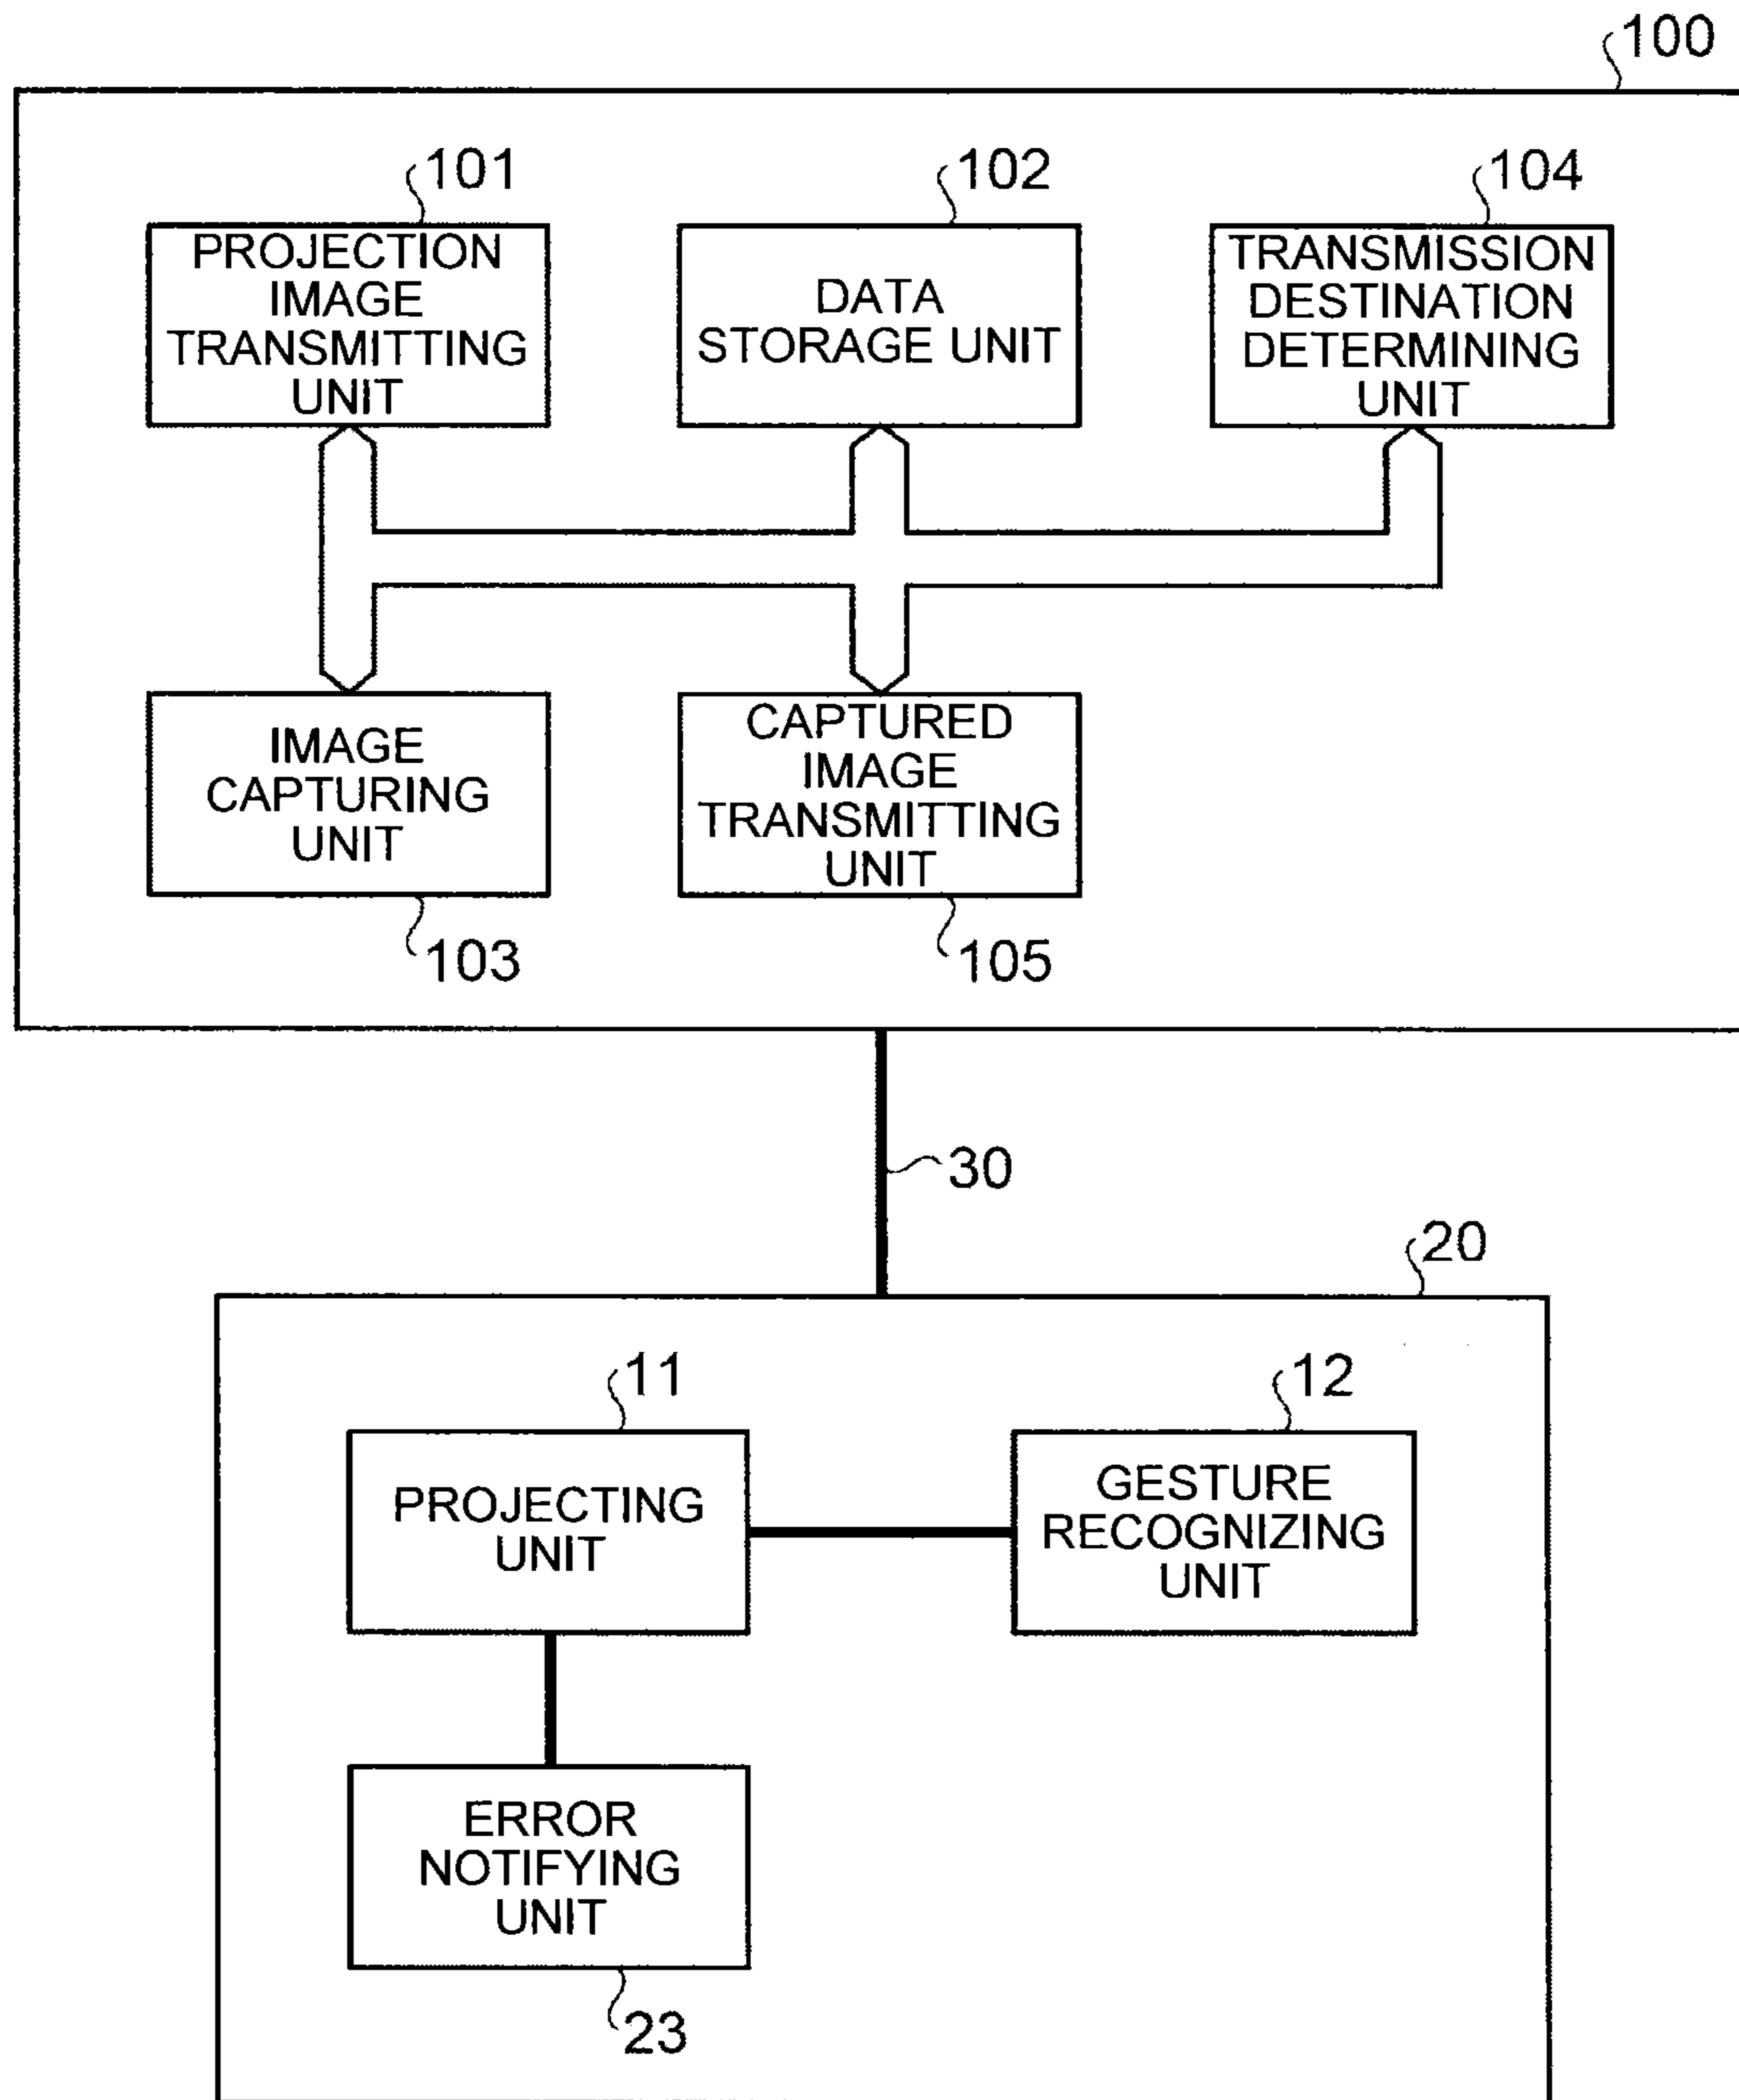 100
101
PROJECTION
IMAGE
TRANSMITTING
UNIT
102
DATA
STORAGE UNIT
104
TRANSMISSION
DESTINATION
DETERMINING
UNIT
IMAGE
CAPTURING
UNIT
103
CAPTURED
IMAGE
TRANSMITTING
UNIT
105
30
20
11
PROJECTING
UNIT
12
GESTURE
RECOGNIZING
UNIT
ERROR
NOTIFYING
UNIT
23